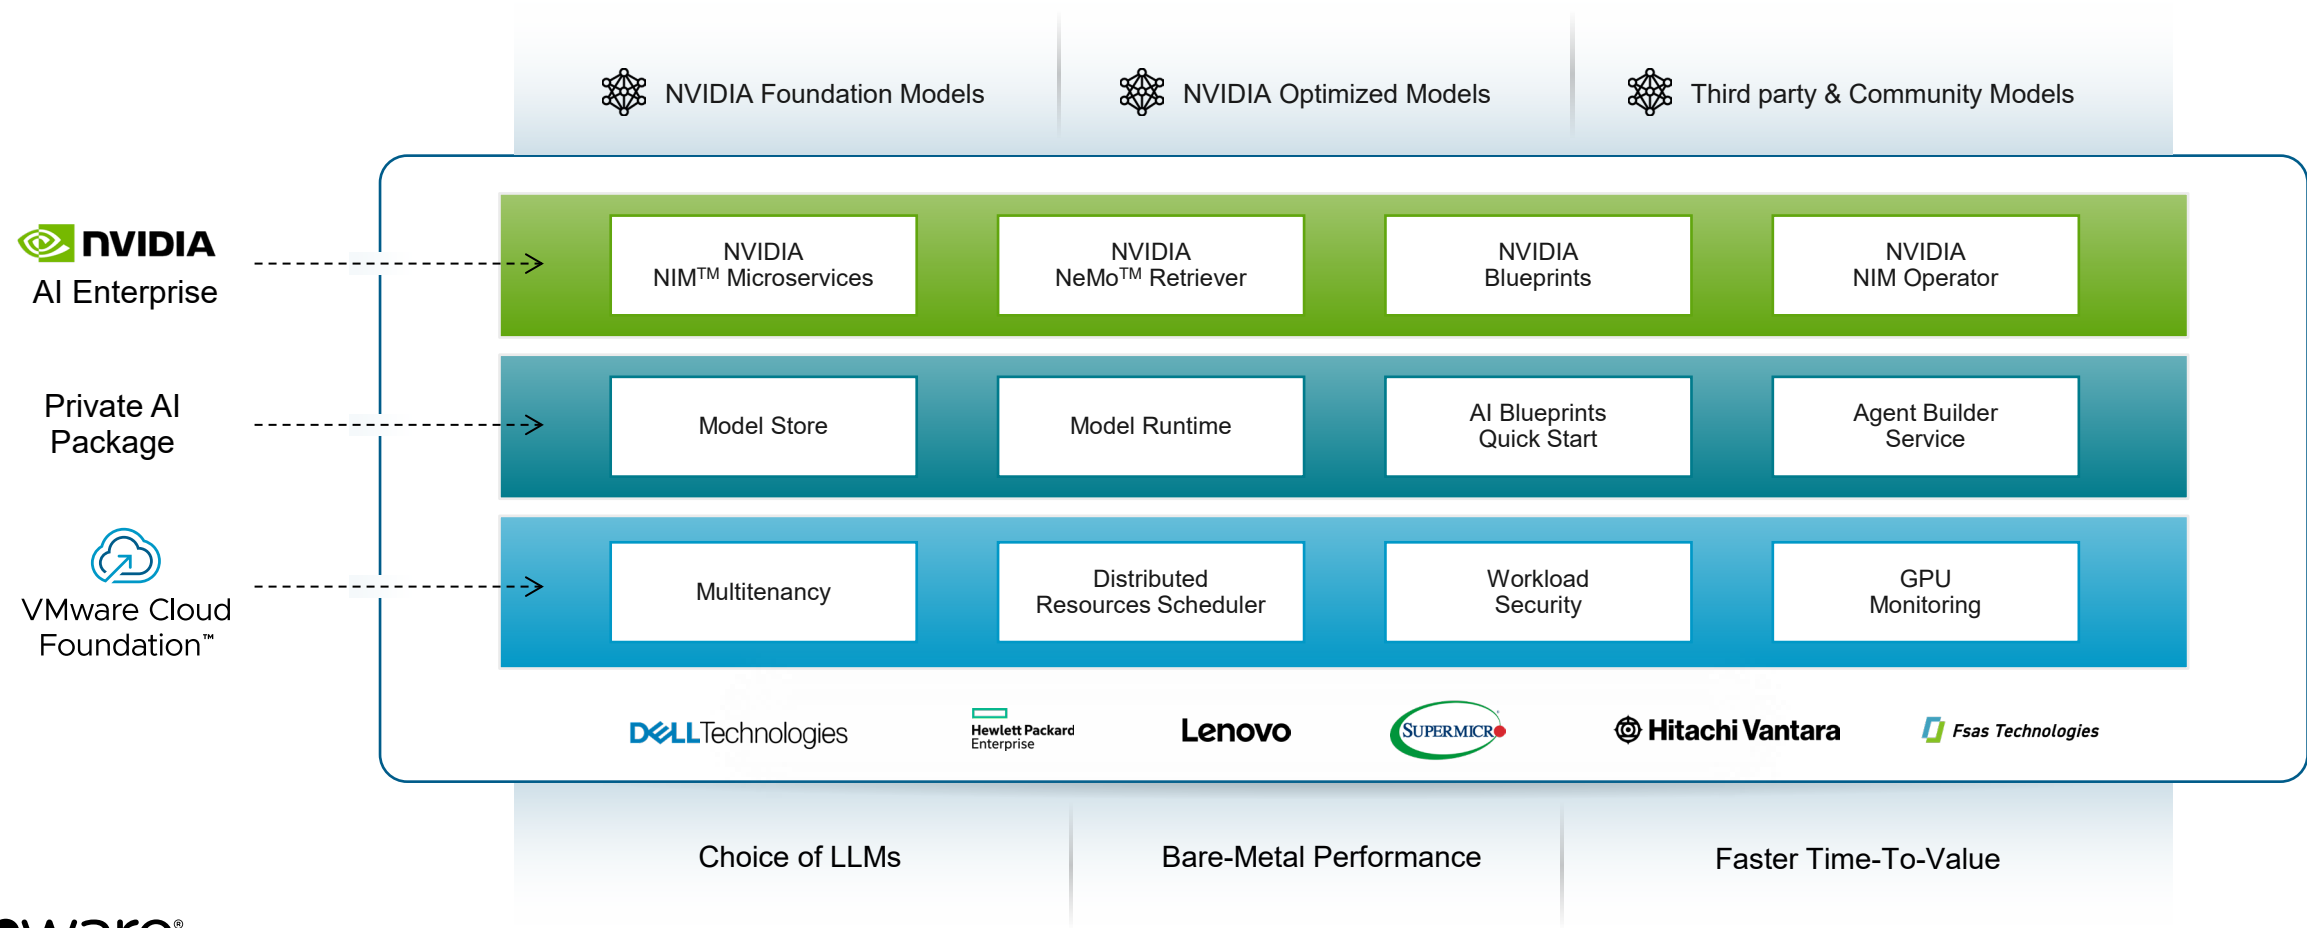 NVIDIA Foundation Models
NVIDIA Optimized Models
Third party & Community Models
NVIDIA
AI Enterprise
NVIDIA
NIM™ Microservices
NVIDIA
NeMo™ Retriever
NVIDIA
Blueprints
NVIDIA
NIM Operator
Private AI
Package
Model Store
Model Runtime
AI Blueprints
Quick Start
Agent Builder
Service
VMware Cloud
Foundation™
Multitenancy
Distributed
Resources Scheduler
Workload
Security
GPU
Monitoring
DELLTechnologies
Hewlett Packard
Enterprise
Lenovo
SUPERMICRO
Hitachi Vantara
Fsas Technologies
Choice of LLMs
Bare-Metal Performance
Faster Time-To-Value